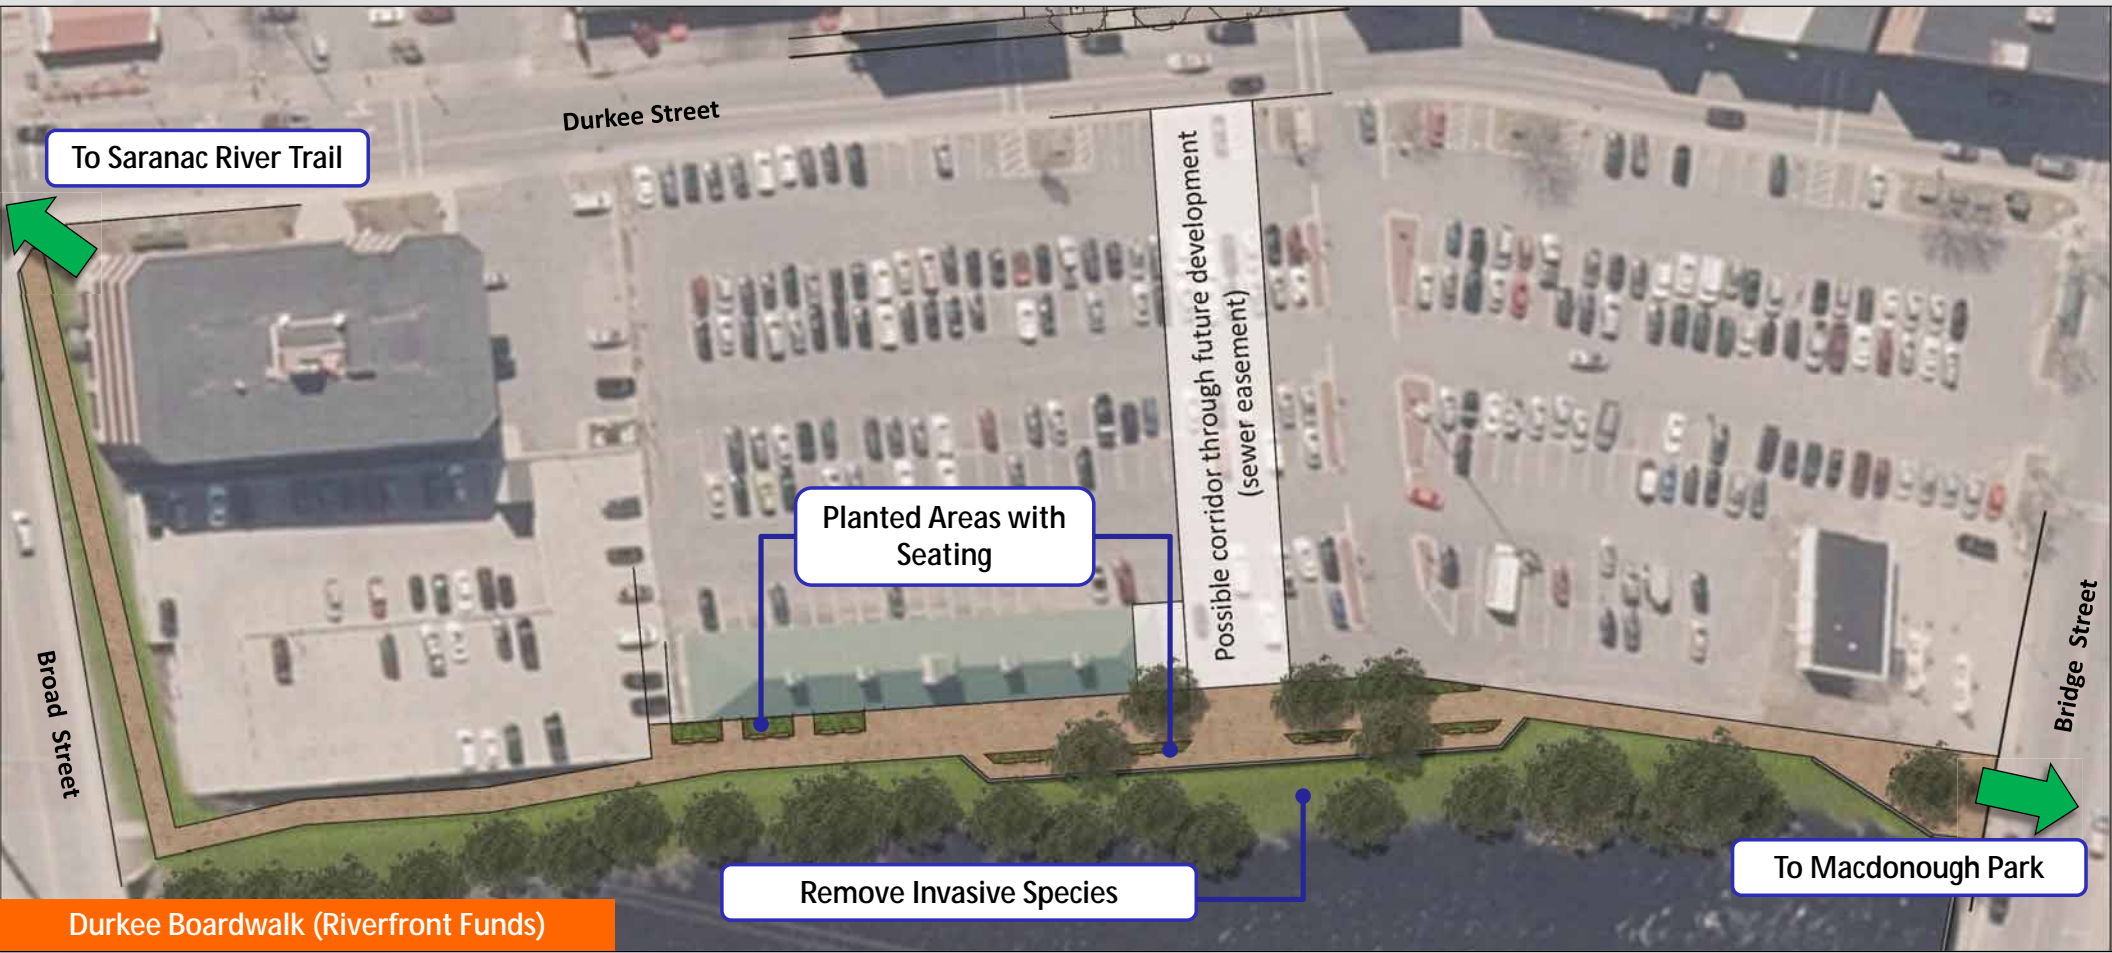 Durkee Street
To Saranac River Trail
Possible corridor through future development
(sewer easement)
Planted Areas with
Seating
Broad Street
Bridge Street
To Macdonough Park
Remove Invasive Species
Durkee Boardwalk (Riverfront Funds)